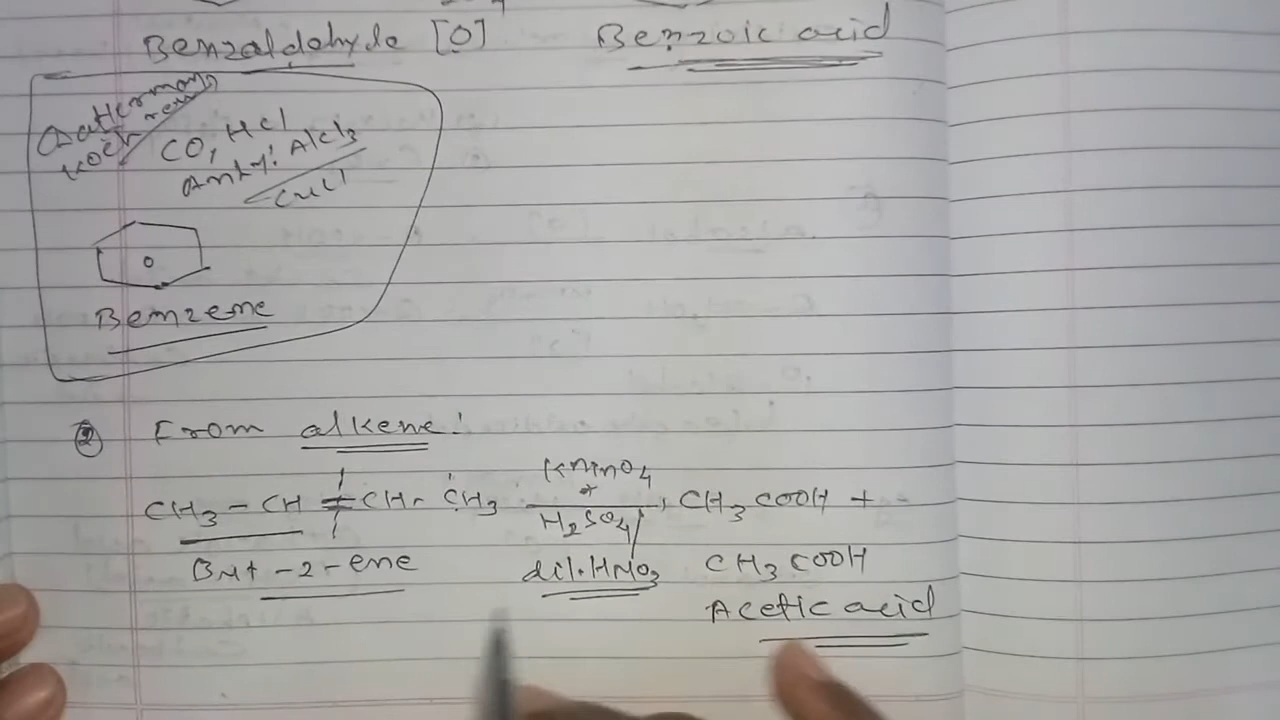 Benzaldehyde [O] Benzoic acid
Gattermann
Koch rexn
CO, HCl
Anhy: AlCl3
CuCl
Benzene
② From alkene:
CH3 - CH = CH - CH3 KMnO4 + H2SO4/ dil. HNO3 CH3COOH +
But-2-ene CH3COOH
Acetic acid